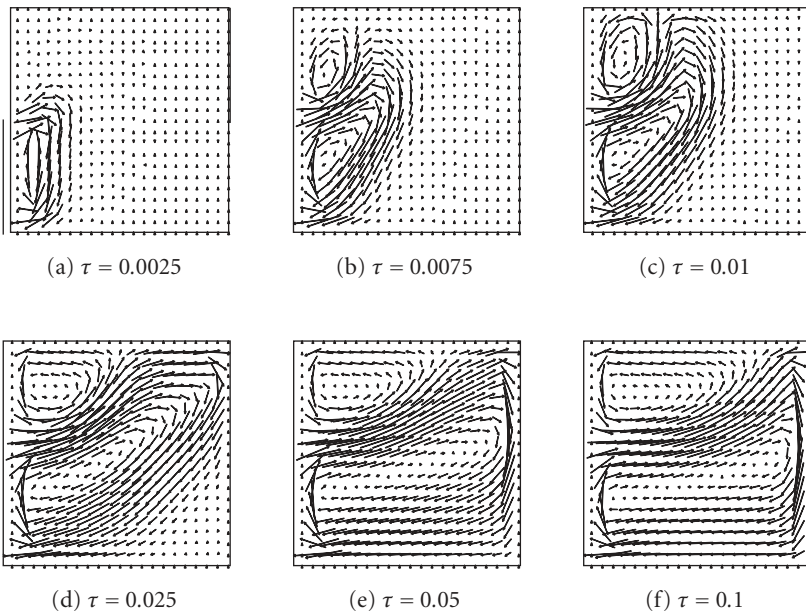 (a) τ = 0.0025
(b) τ = 0.0075
(c) τ = 0.01
(d) τ = 0.025
(e) τ = 0.05
(f) τ = 0.1